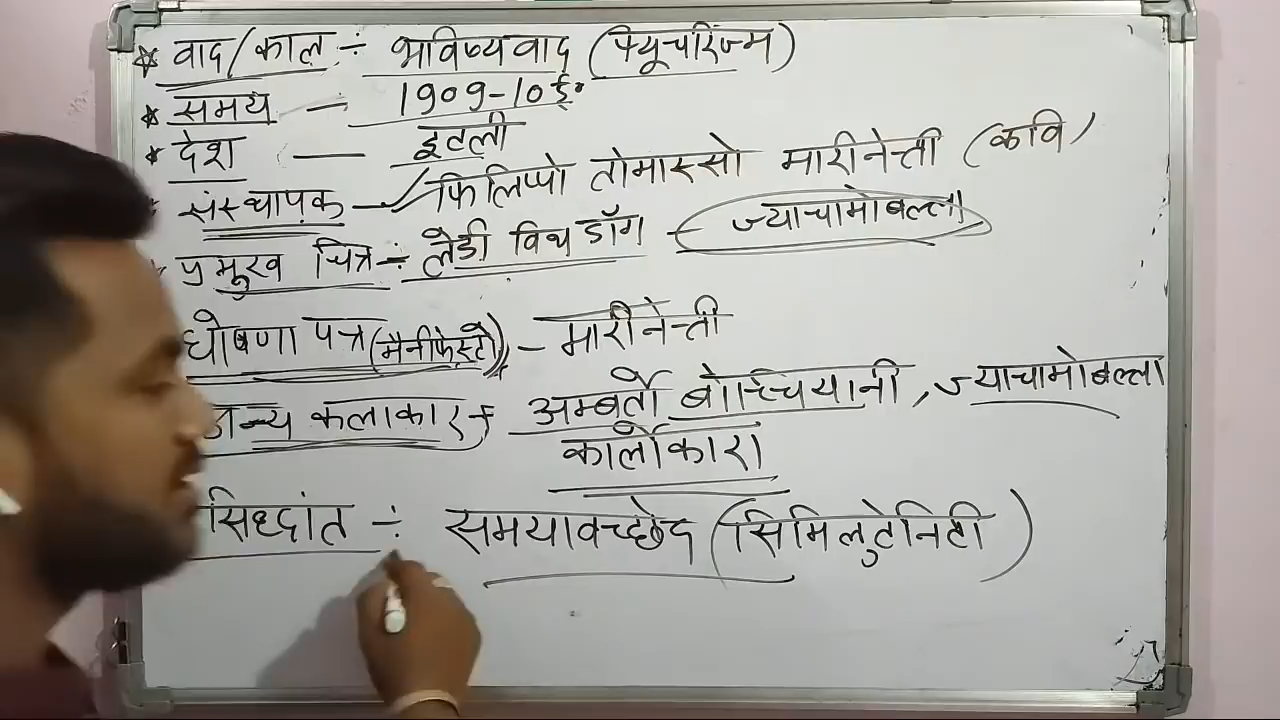 * वाद/काल ÷ भविष्यवाद (फ्यूचरिज्म)
* समय — 1909-10 ई.
* देश — इटली
* संस्थापक — फिलिप्पो तोमास्सो मारीनेत्ती (कवि)
* प्रमुख चित्र ÷ लेडी विथ डॉग - ज्याचामोबल्ला
घोषणा पत्र (मैनीफेस्टो) - मारीनेत्ती
अन्य कलाकार ÷ अम्बर्तो बोच्चियानी, ज्याचामोबल्ला
कार्लोकारा
सिध्दांत ÷ समयावच्छेद (सिमिलुटेनिटी)